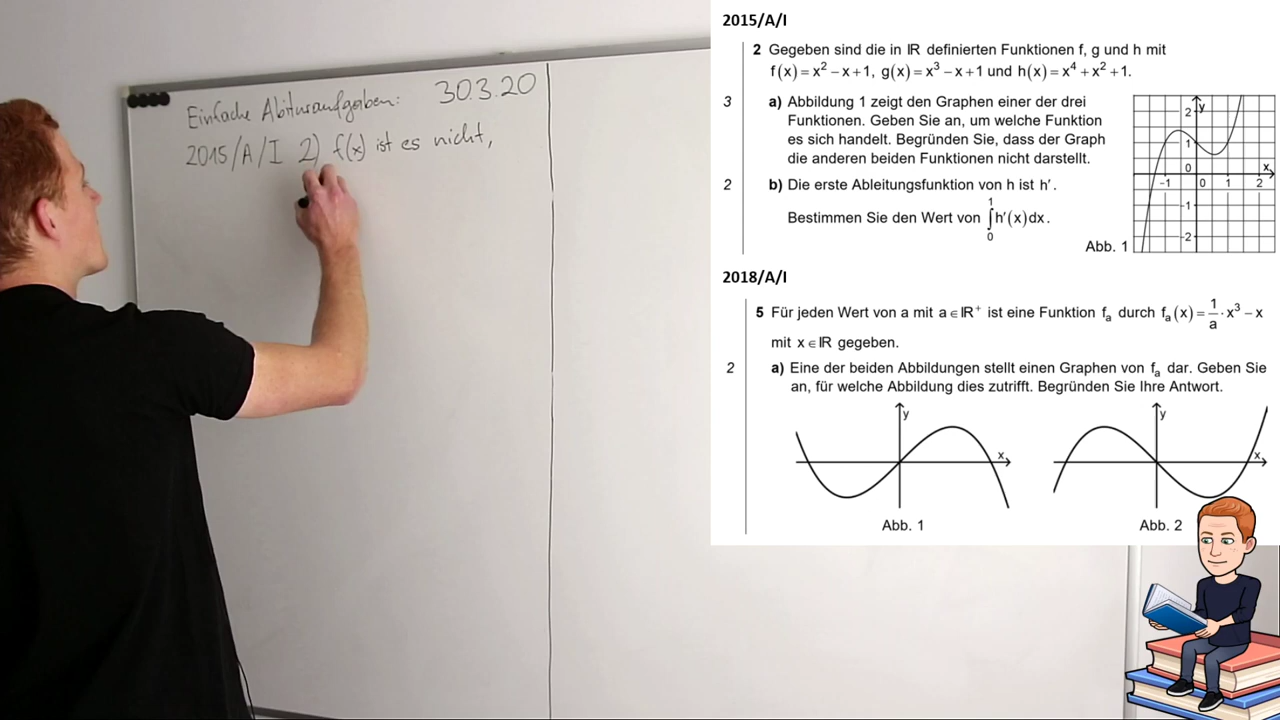 Einfache Abituraufgaben: 30.3.20
2015/A/I 2) f(x) ist es nicht,
2015/A/I
2 Gegeben sind die in ℝ definierten Funktionen f, g und h mit
f(x) = x² − x + 1, g(x) = x³ − x + 1 und h(x) = x⁴ + x² + 1.
3 a) Abbildung 1 zeigt den Graphen einer der drei
Funktionen. Geben Sie an, um welche Funktion
es sich handelt. Begründen Sie, dass der Graph
die anderen beiden Funktionen nicht darstellt.
2 b) Die erste Ableitungsfunktion von h ist h′.
Bestimmen Sie den Wert von ∫₀¹ h′(x) dx.
y
2
1
0
x
−1 0 1 2
−1
−2
Abb. 1
2018/A/I
5 Für jeden Wert von a mit a ∈ ℝ⁺ ist eine Funktion fₐ durch fₐ(x) = 1/a · x³ − x
mit x ∈ ℝ gegeben.
2 a) Eine der beiden Abbildungen stellt einen Graphen von fₐ dar. Geben Sie
an, für welche Abbildung dies zutrifft. Begründen Sie Ihre Antwort.
y y
x x
Abb. 1 Abb. 2